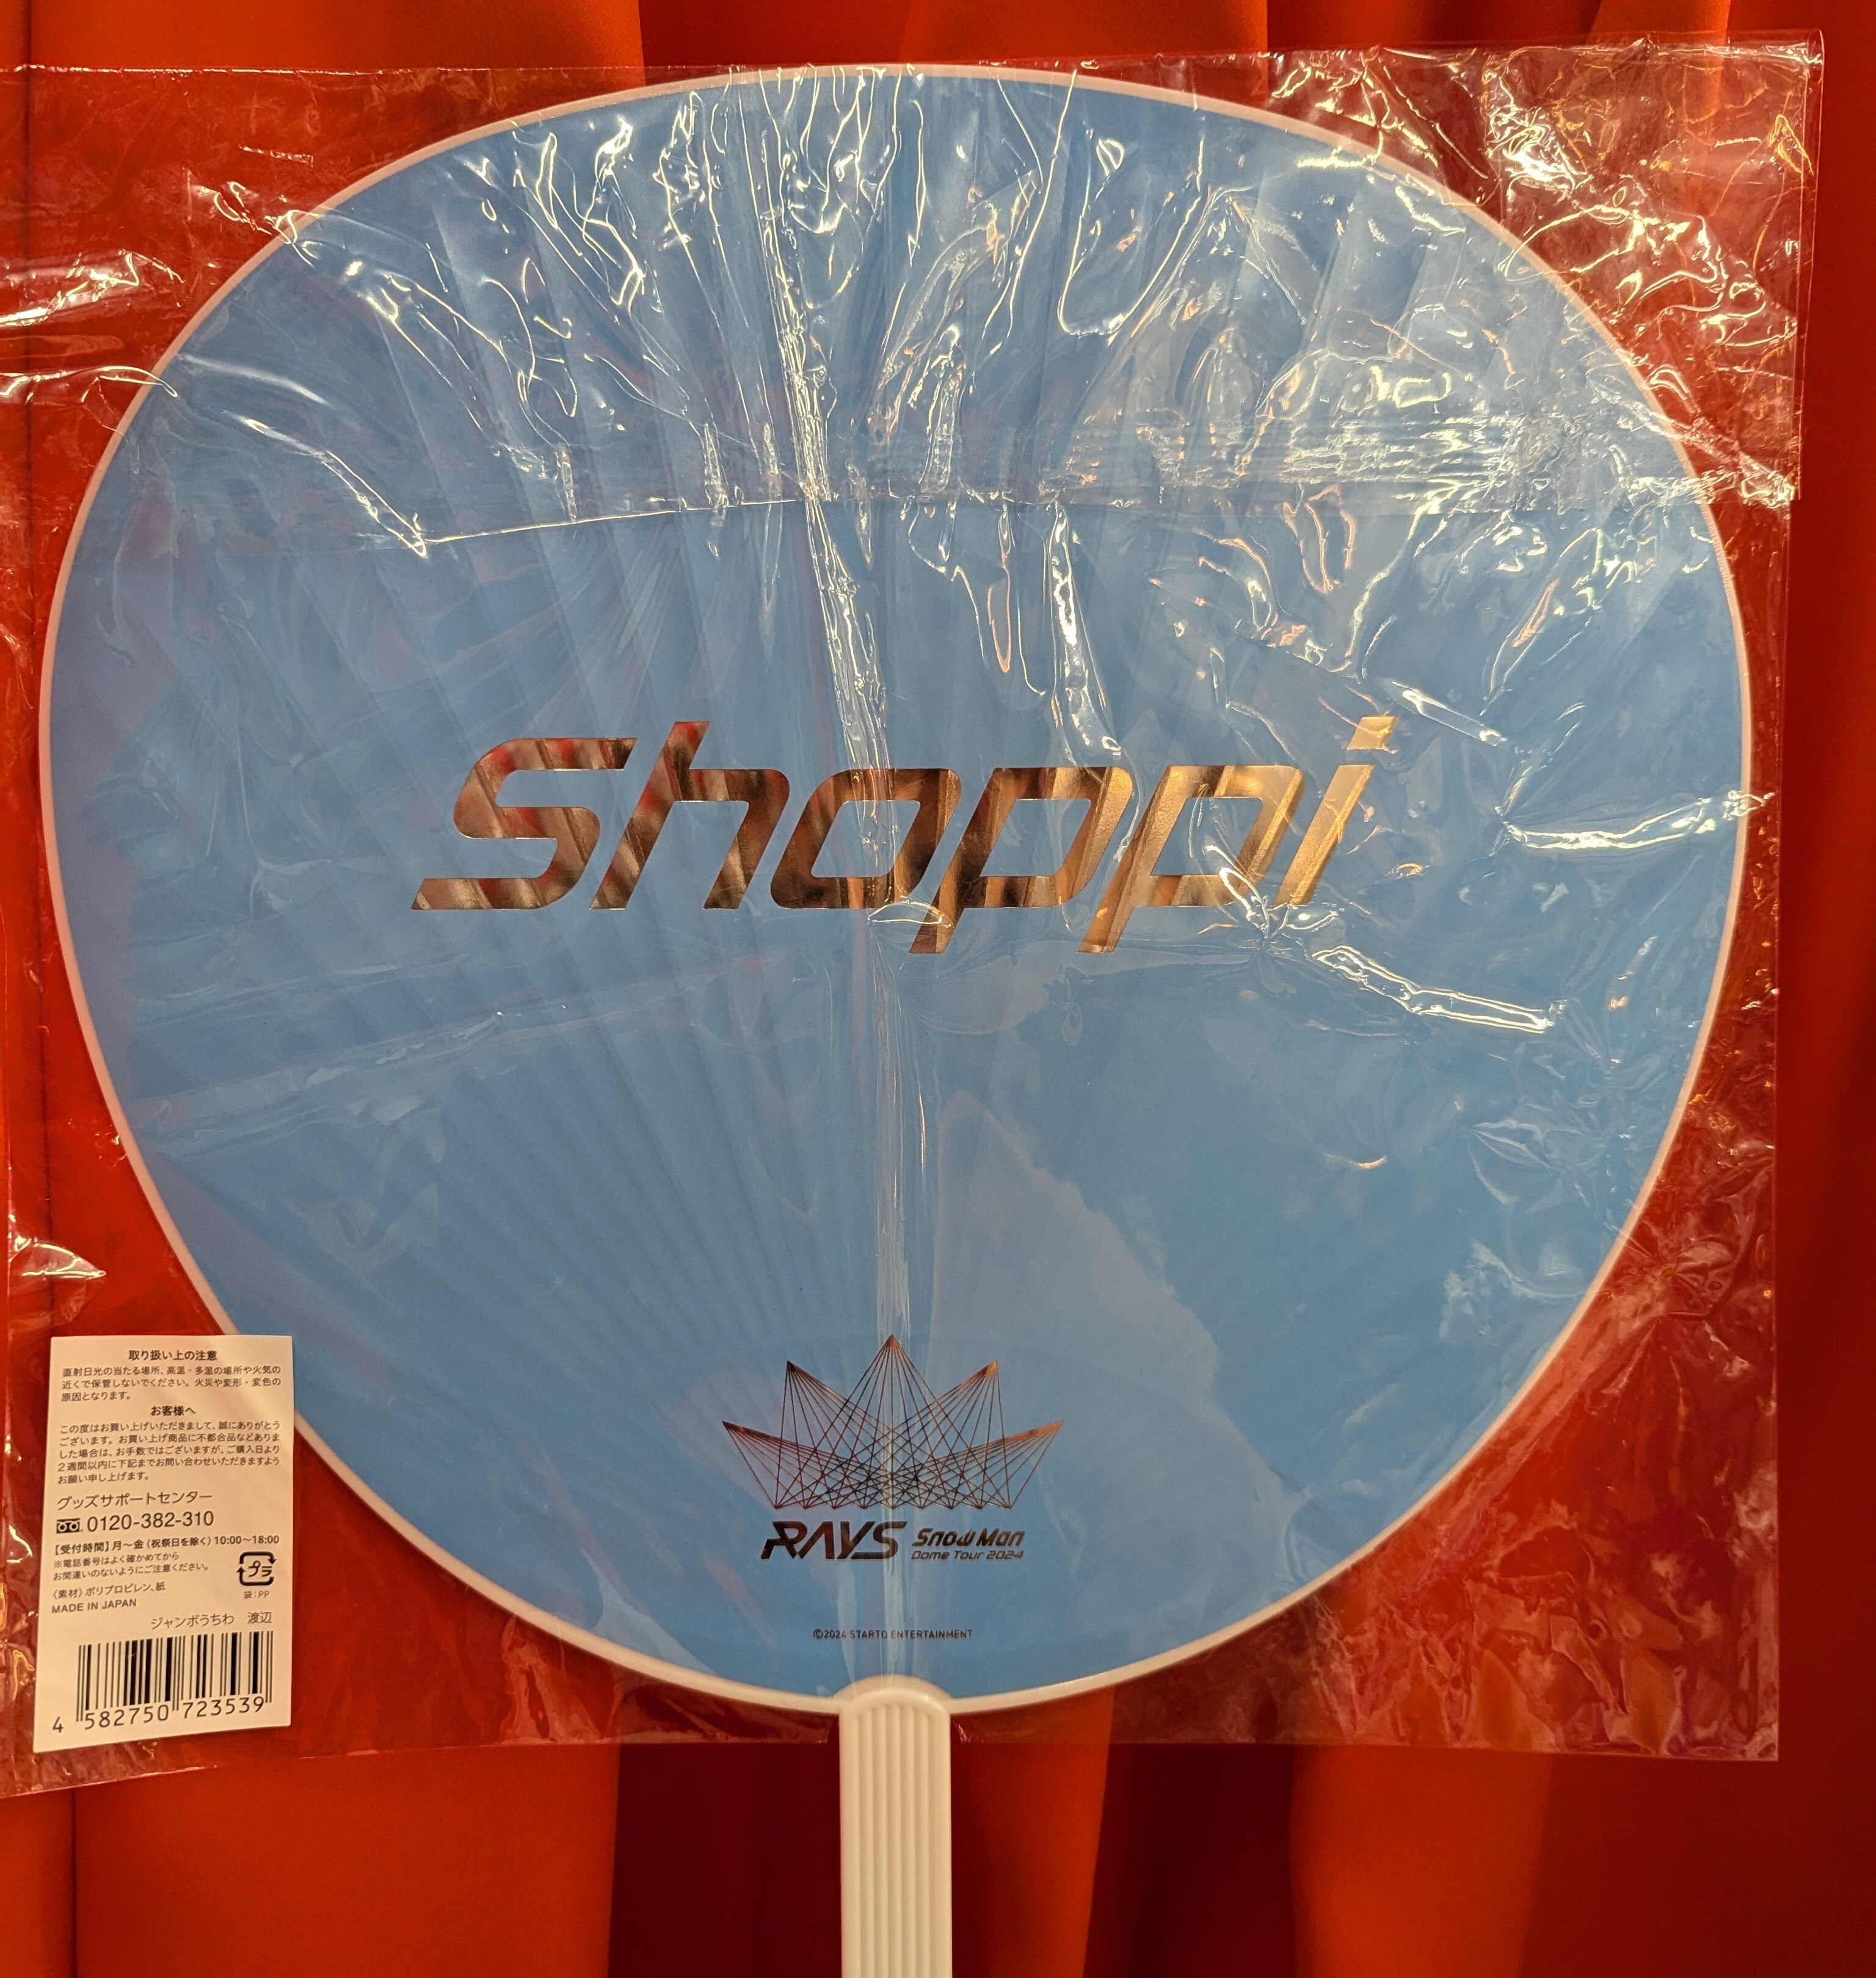 Shoppi
RAYS Snow Man
Dome Tour 2024
©2024 STARTO ENTERTAINMENT
取り扱い上の注意
直射日光の当たる場所、高温・多湿の場所や火気の
近くで保管しないでください。火災や変形・変色の
原因となります。
お客様へ
この度はお買い上げいただきまして、誠にありがとう
ございます。お買い上げ商品に不都合品などありま
した場合は、お手数ではございますが、ご購入日より
2週間以内に下記までお問い合わせいただきますよう
お願い申し上げます。
グッズサポートセンター
0120-382-310
【受付時間】月～金(祝祭日を除く)10:00～18:00
※電話番号はよく確かめてから
お間違いのないようにご注意ください。
プラ
袋:PP
〈素材〉ポリプロピレン、紙
MADE IN JAPAN
ジャンボうちわ 渡辺
4 582750 723539